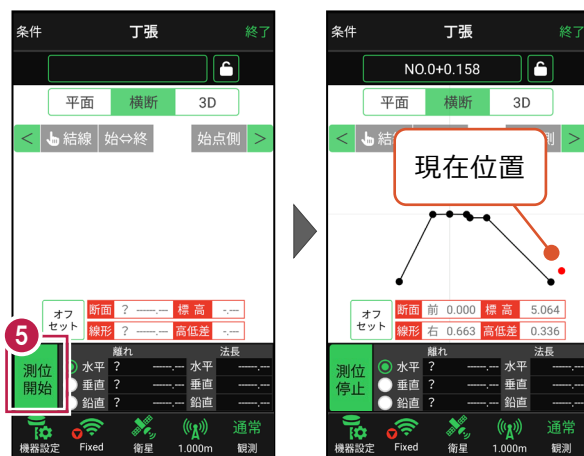 条件 丁張 終了
平面 横断 3D
< 結線 始⇔終 始点側 >
オフセット 断面 ? -----.--- 標 高 -.---
線形 ? -----.--- 高低差 -.---
5
離れ 法長
測位開始 水平 ? -----.--- 水平 --.---
垂直 ? -----.--- 垂直 --.---
鉛直 ? -----.--- 鉛直 --.---
機器設定 Fixed 衛星 1.000m 通常
観測
条件 丁張 終了
NO.0+0.158
平面 横断 3D
< 結 側 >
現在位置
オフセット 断面 前 0.000 標 高 5.064
線形 右 0.663 高低差 0.336
離れ 法長
測位停止 水平 ? -----.--- 水平 --.---
垂直 ? -----.--- 垂直 --.---
鉛直 ? -----.--- 鉛直 --.---
機器設定 Fixed 衛星 1.000m 通常
観測